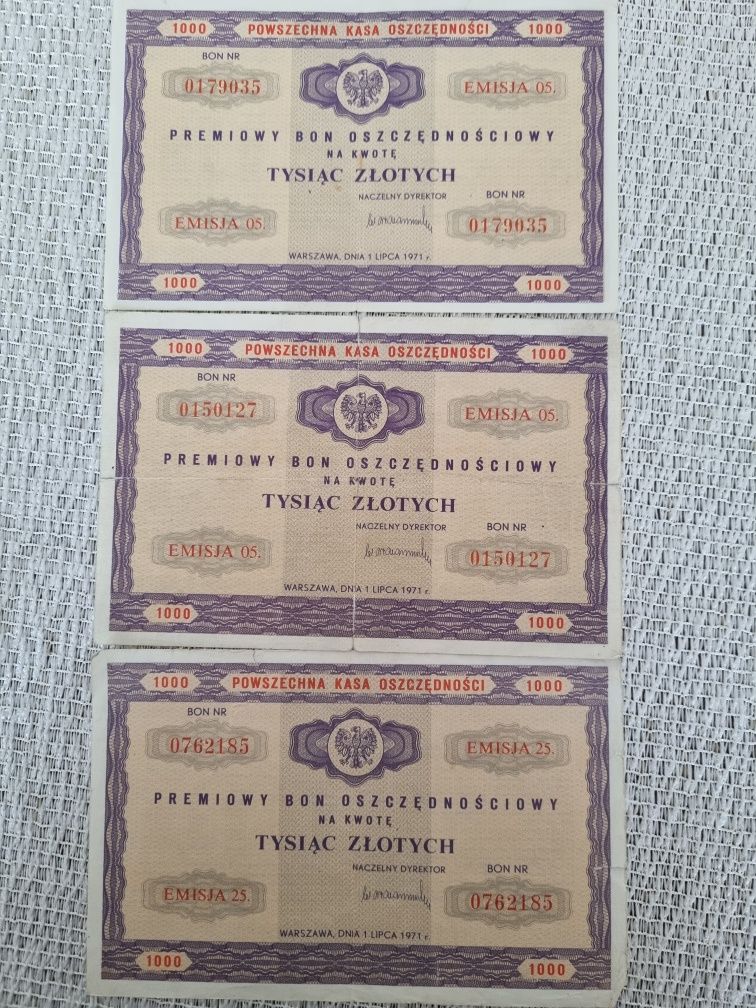 1000 POWSZECHNA KASA OSZCZĘDNOŚCI 1000
BON NR
0179035 EMISJA 05.
PREMIOWY BON OSZCZĘDNOŚCIOWY
NA KWOTĘ
TYSIĄC ZŁOTYCH
NACZELNY DYREKTOR BON NR
EMISJA 05. 0179035
WARSZAWA, DNIA 1 LIPCA 1971 r.
1000 1000
1000 POWSZECHNA KASA OSZCZĘDNOŚCI 1000
BON NR
0150127 EMISJA 05.
PREMIOWY BON OSZCZĘDNOŚCIOWY
NA KWOTĘ
TYSIĄC ZŁOTYCH
NACZELNY DYREKTOR BON NR
EMISJA 05. 0150127
WARSZAWA, DNIA 1 LIPCA 1971 r.
1000 1000
1000 POWSZECHNA KASA OSZCZĘDNOŚCI 1000
BON NR
0762185 EMISJA 25.
PREMIOWY BON OSZCZĘDNOŚCIOWY
NA KWOTĘ
TYSIĄC ZŁOTYCH
NACZELNY DYREKTOR BON NR
EMISJA 25. 0762185
WARSZAWA, DNIA 1 LIPCA 1971 r.
1000 1000